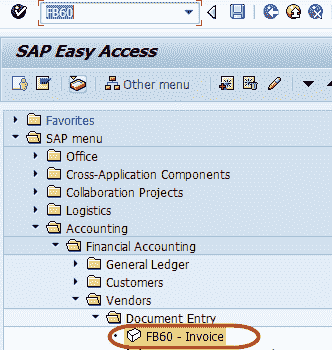 FB60
SAP Easy Access
Other menu
Favorites
SAP menu
Office
Cross-Application Components
Collaboration Projects
Logistics
Accounting
Financial Accounting
General Ledger
Customers
Vendors
Document Entry
FB60 - Invoice